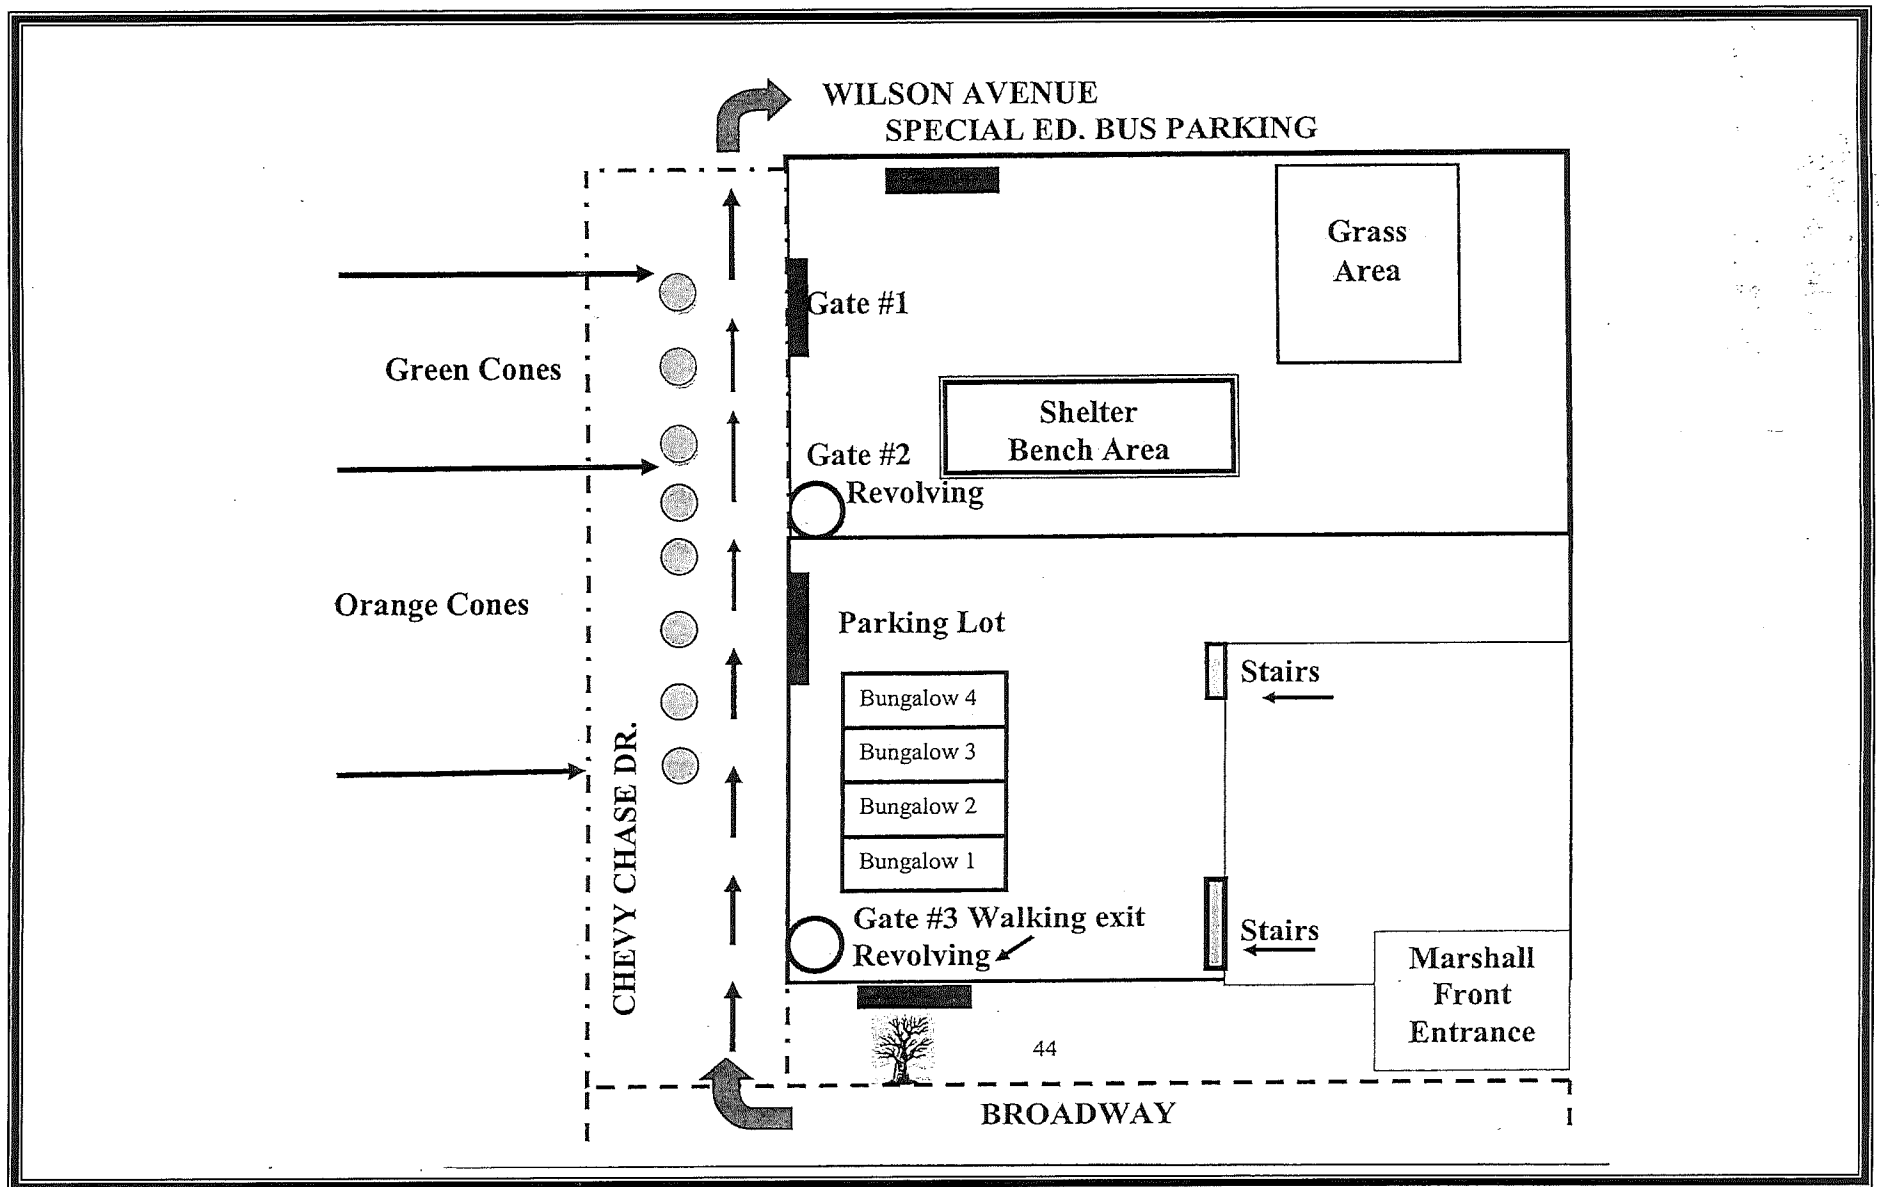 WILSON AVENUE
SPECIAL ED. BUS PARKING
Grass
Area
Gate #1
Green Cones
Shelter
Bench Area
Gate #2
Revolving
Orange Cones
Parking Lot
Stairs
Bungalow 4
Bungalow 3
Bungalow 2
Bungalow 1
CHEVY CHASE DR.
Gate #3 Walking exit
Revolving
Stairs
Marshall
Front
Entrance
44
BROADWAY